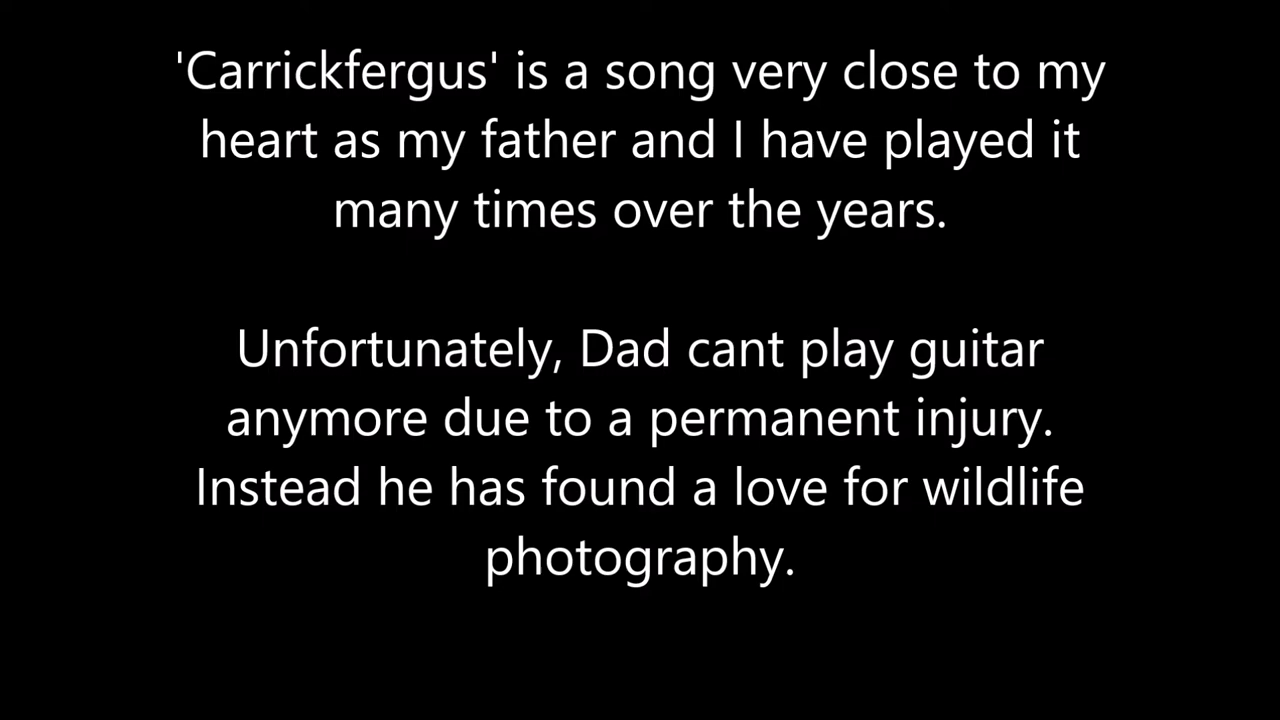 'Carrickfergus' is a song very close to my
heart as my father and I have played it
many times over the years.
Unfortunately, Dad cant play guitar
anymore due to a permanent injury.
Instead he has found a love for wildlife
photography.